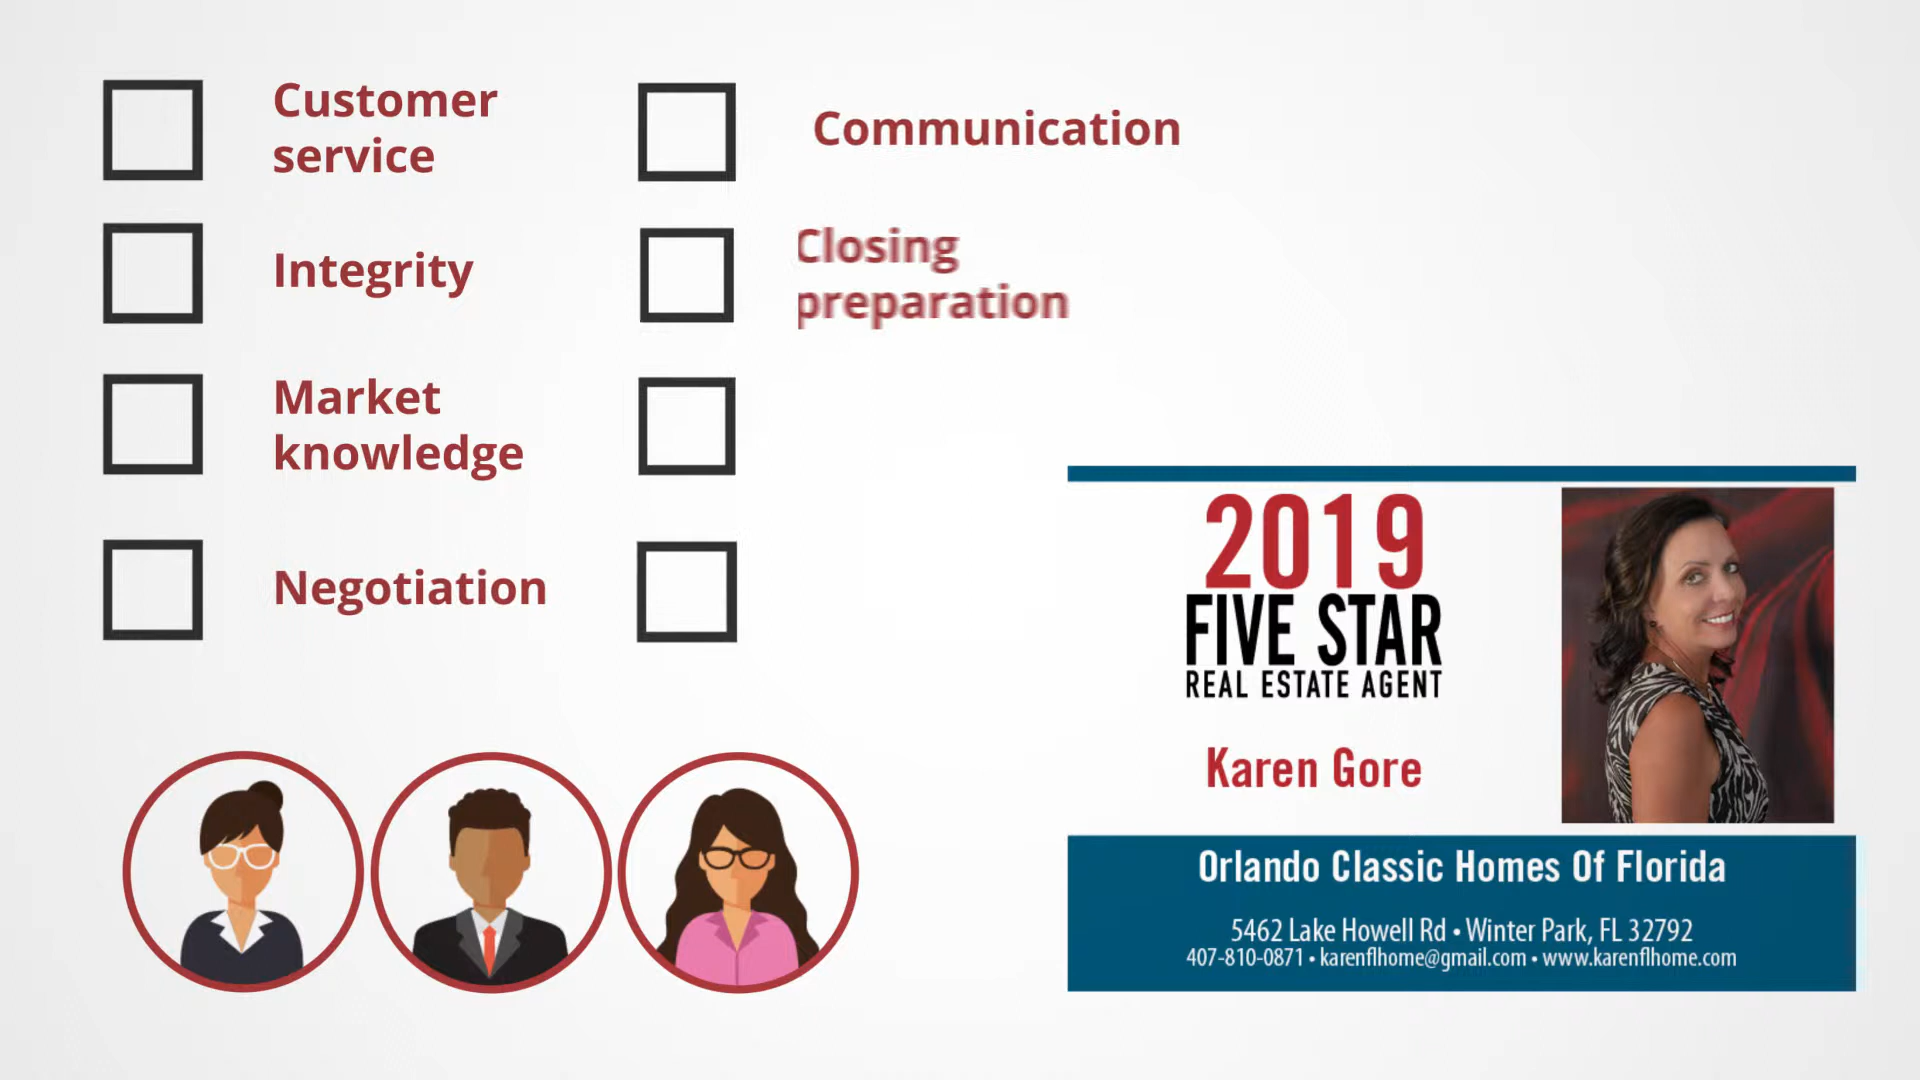 Customer
service
Integrity
Market
knowledge
Negotiation
Communication
Closing
preparation
2019
FIVE STAR
REAL ESTATE AGENT
Karen Gore
Orlando Classic Homes Of Florida
5462 Lake Howell Rd • Winter Park, FL 32792
407-810-0871 • karenflhome@gmail.com • www.karenflhome.com